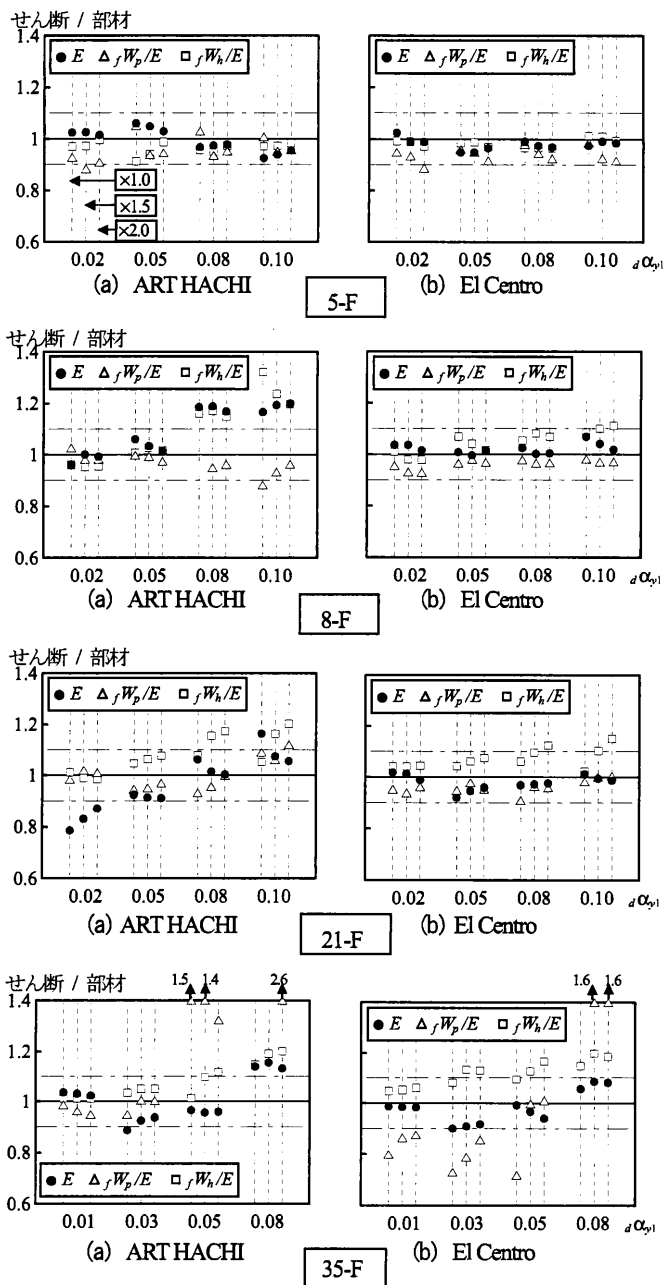 せん断 / 部材
1.4
● E △ fWp/E □ fWh/E
● E △ fWp/E □ fWh/E
1.2
1
0.8
×1.0
×1.5
×2.0
0.6
0.02 0.05 0.08 0.10
0.02 0.05 0.08 0.10 dαy1
(a) ART HACHI
(b) El Centro
5-F
せん断 / 部材
1.4
● E △ fWp/E □ fWh/E
● E △ fWp/E □ fWh/E
1.2
1
0.8
0.6
0.02 0.05 0.08 0.10
0.02 0.05 0.08 0.10 dαy1
(a) ART HACHI
(b) El Centro
8-F
せん断 / 部材
1.4
● E △ fWp/E □ fWh/E
● E △ fWp/E □ fWh/E
1.2
1
0.8
0.6
0.02 0.05 0.08 0.10
0.02 0.05 0.08 0.10 dαy1
(a) ART HACHI
(b) El Centro
21-F
せん断 / 部材
1.5 1.4 2.6
1.6 1.6
1.4
● E △ fWp/E □ fWh/E
1.2
1
0.8
● E △ fWp/E □ fWh/E
0.6
0.01 0.03 0.05 0.08
0.01 0.03 0.05 0.08 dαy1
(a) ART HACHI
(b) El Centro
35-F